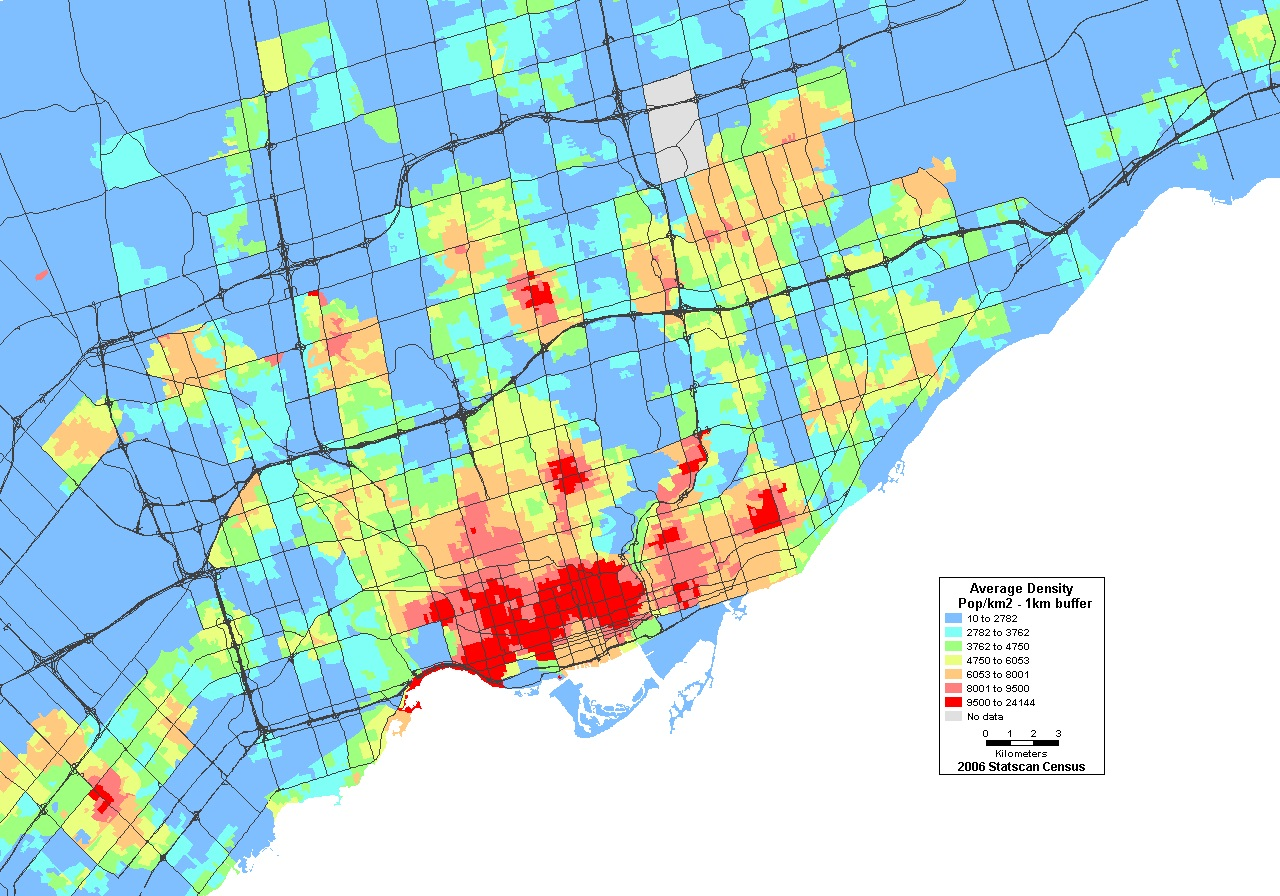 Average Density
Pop/km2 - 1km buffer
10 to 2782
2782 to 3762
3762 to 4750
4750 to 6053
6053 to 8001
8001 to 9500
9500 to 24144
No data
0 1 2 3
Kilometers
2006 Statscan Census